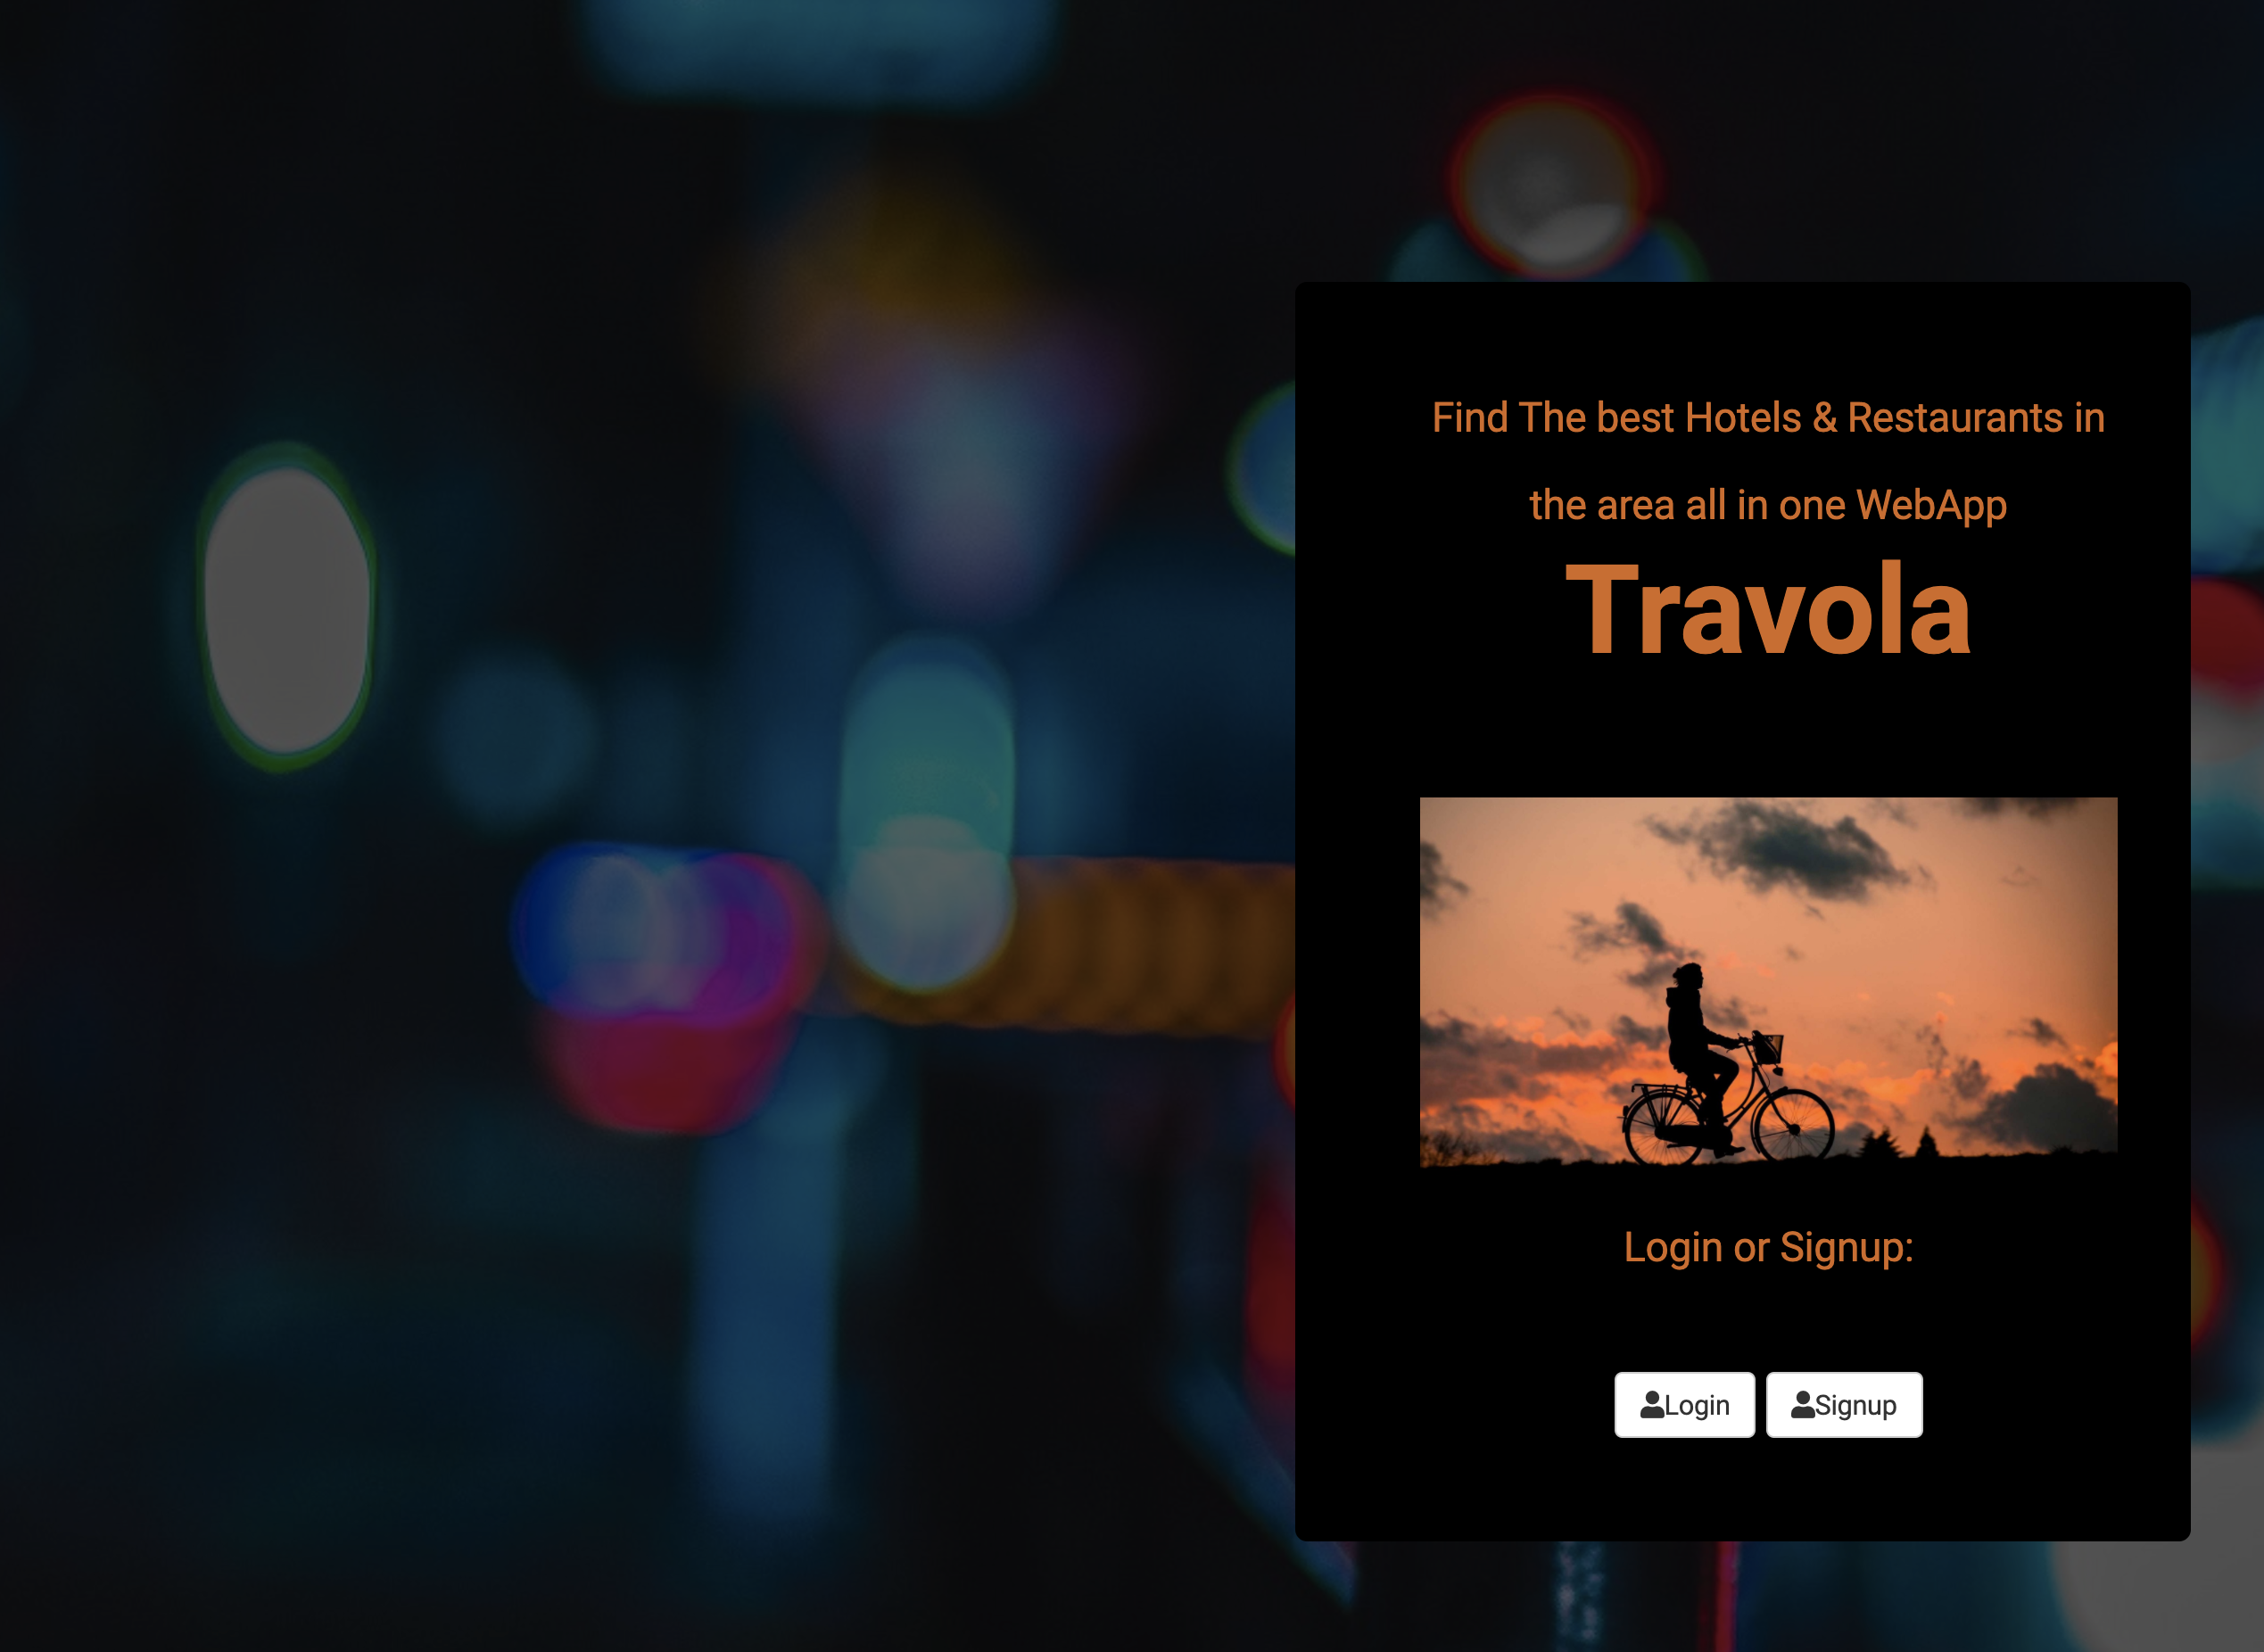 Find The best Hotels & Restaurants in
the area all in one WebApp
Travola
Login or Signup:
Login Signup